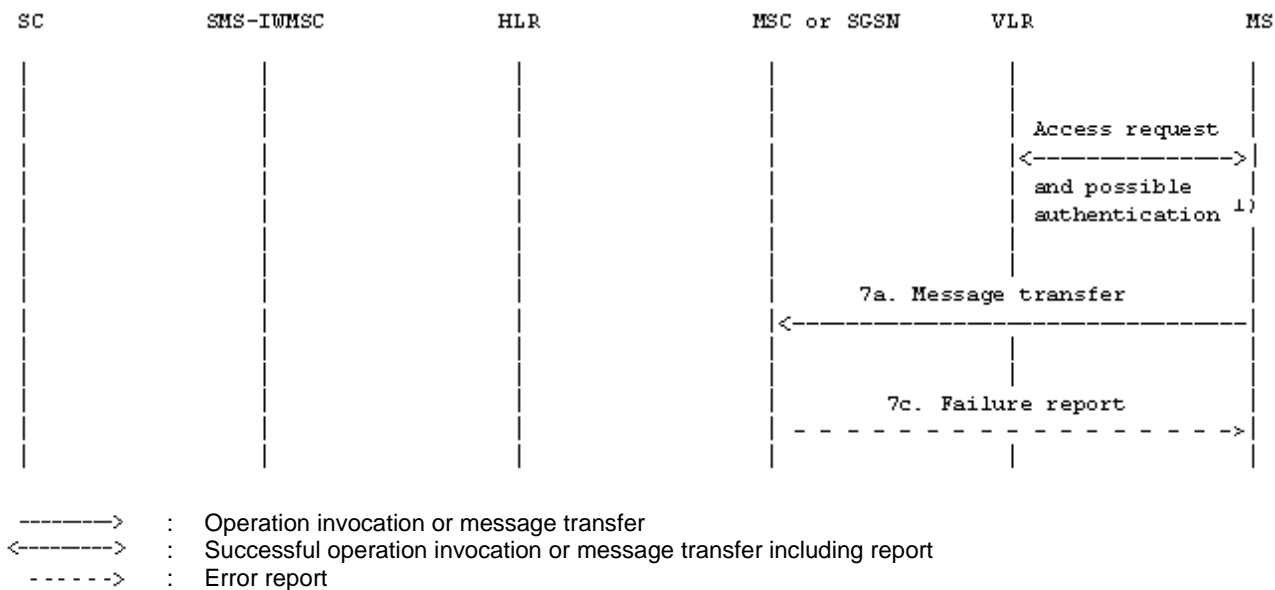 SC SMS-IWMSC HLR MSC or SGSN VLR MS
Access request
<--------------->
and possible
authentication 1)
7a. Message transfer
<----------------------------------
7c. Failure report
- - - - - - - - - - - - - - - - ->
--------> : Operation invocation or message transfer
<--------> : Successful operation invocation or message transfer including report
- - - - - -> : Error report